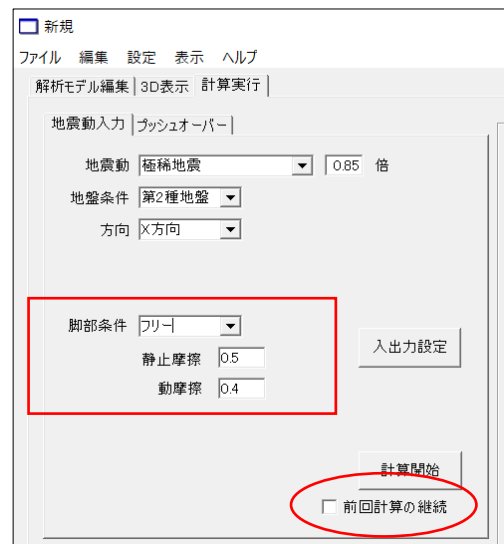 新規
ファイル 編集 設定 表示 ヘルプ
解析モデル編集 3D表示 計算実行
地震動入力 プッシュオーバー
地震動 極稀地震 0.85 倍
地盤条件 第2種地盤
方向 X方向
脚部条件 フリー
入出力設定
静止摩擦 0.5
動摩擦 0.4
計算開始
前回計算の継続